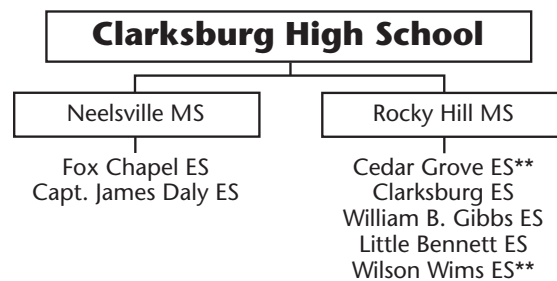 Clarksburg High School
Neelsville MS
Fox Chapel ES
Capt. James Daly ES
Rocky Hill MS
Cedar Grove ES**
Clarksburg ES
William B. Gibbs ES
Little Bennett ES
Wilson Wims ES**